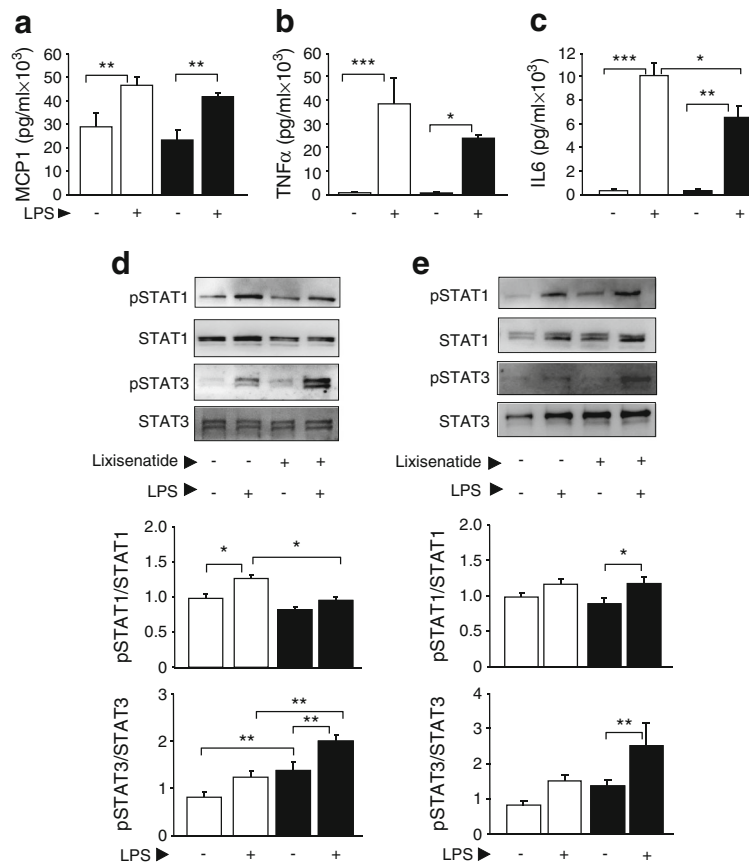 a
b
c
MCP1 (pg/ml×10³)
60
50
40
30
20
10
0
**
**
LPS ► - + - +
TNFα (pg/ml×10³)
60
50
40
30
20
10
0
***
*
- + - +
IL6 (pg/ml×10³)
12
10
8
6
4
2
0
***
*
**
- + - +
d
pSTAT1
STAT1
pSTAT3
STAT3
Lixisenatide ► - - + +
LPS ► - + - +
pSTAT1/STAT1
2.0
1.5
1.0
0.5
0
*
*
pSTAT3/STAT3
3
2
1
0
**
**
**
LPS ► - + - +
e
pSTAT1
STAT1
pSTAT3
STAT3
Lixisenatide ► - - + +
LPS ► - + - +
pSTAT1/STAT1
2.0
1.5
1.0
0.5
0
*
pSTAT3/STAT3
4
3
2
1
0
**
LPS ► - + - +